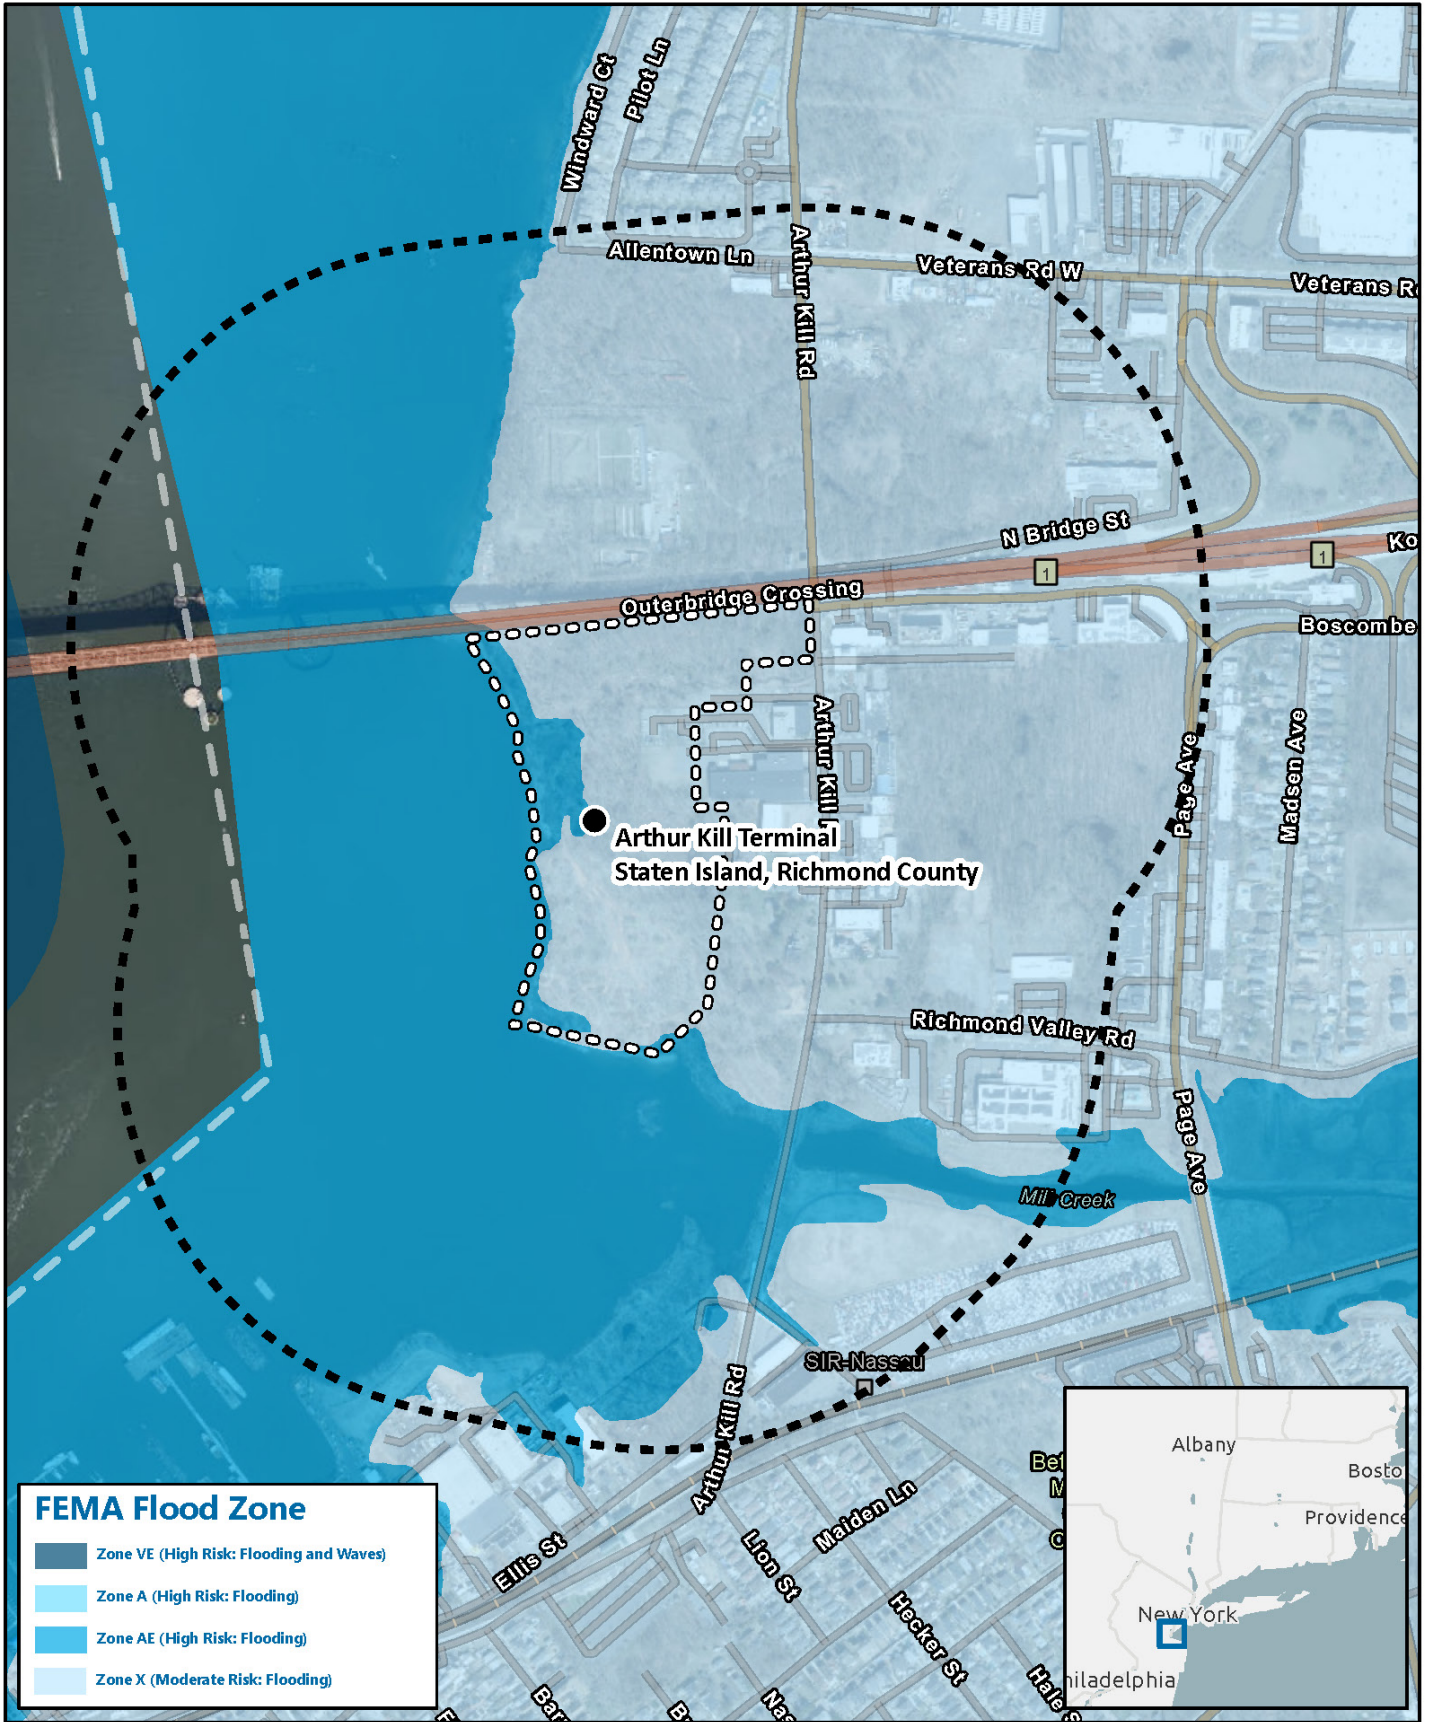 Windward Ct
Pilot Ln
Allentown Ln
Arthur Kill Rd
Veterans Rd W
Veterans R
N Bridge St
1
1
Ko
Outerbridge Crossing
Boscombe
Arthur Kill
Page Ave
Madsen Ave
Arthur Kill Terminal
Staten Island, Richmond County
Richmond Valley Rd
Page Ave
Mill Creek
SIR-Nassau
Arthur Kill Rd
Ellis St
Maiden Ln
Lion St
Hecker St
Hale S
Bet
M
Albany
Bosto
Providence
New York
hiladelphia
FEMA Flood Zone
Zone VE (High Risk: Flooding and Waves)
Zone A (High Risk: Flooding)
Zone AE (High Risk: Flooding)
Zone X (Moderate Risk: Flooding)
Bar
Nas